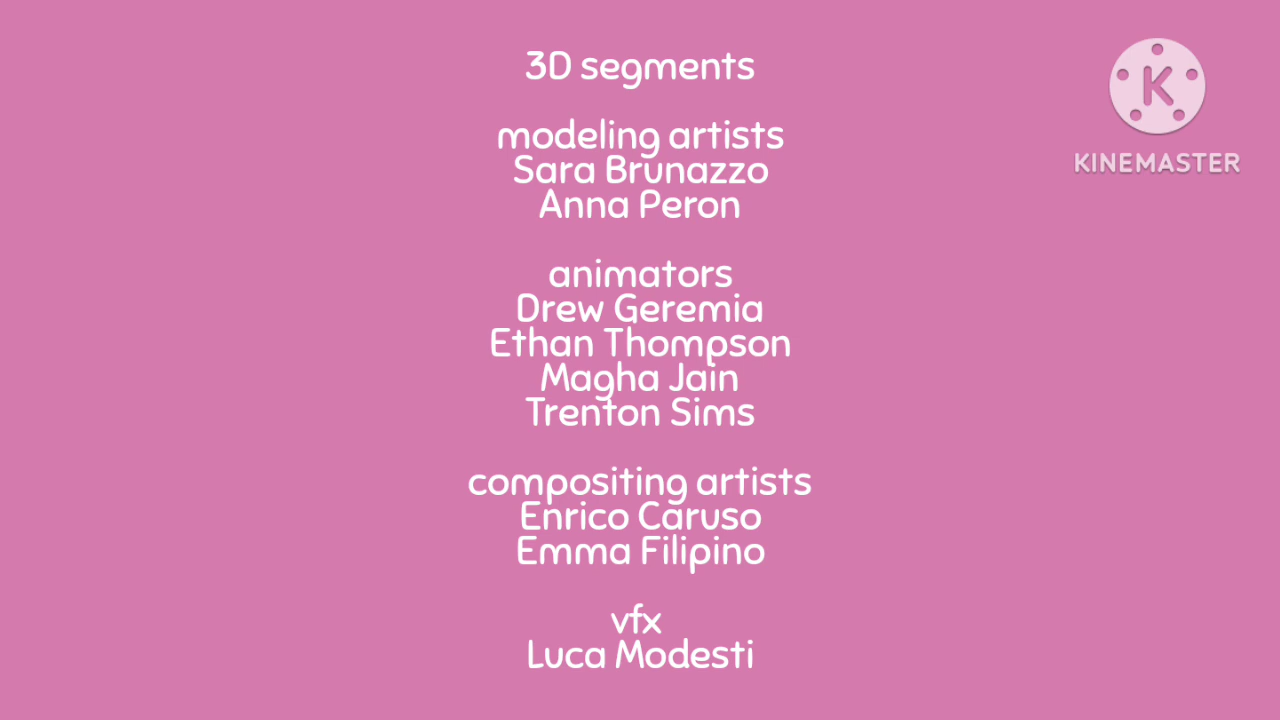 3D segments
modeling artists
Sara Brunazzo
Anna Peron
animators
Drew Geremia
Ethan Thompson
Magha Jain
Trenton Sims
compositing artists
Enrico Caruso
Emma Filipino
vfx
Luca Modesti
K
KINEMASTER